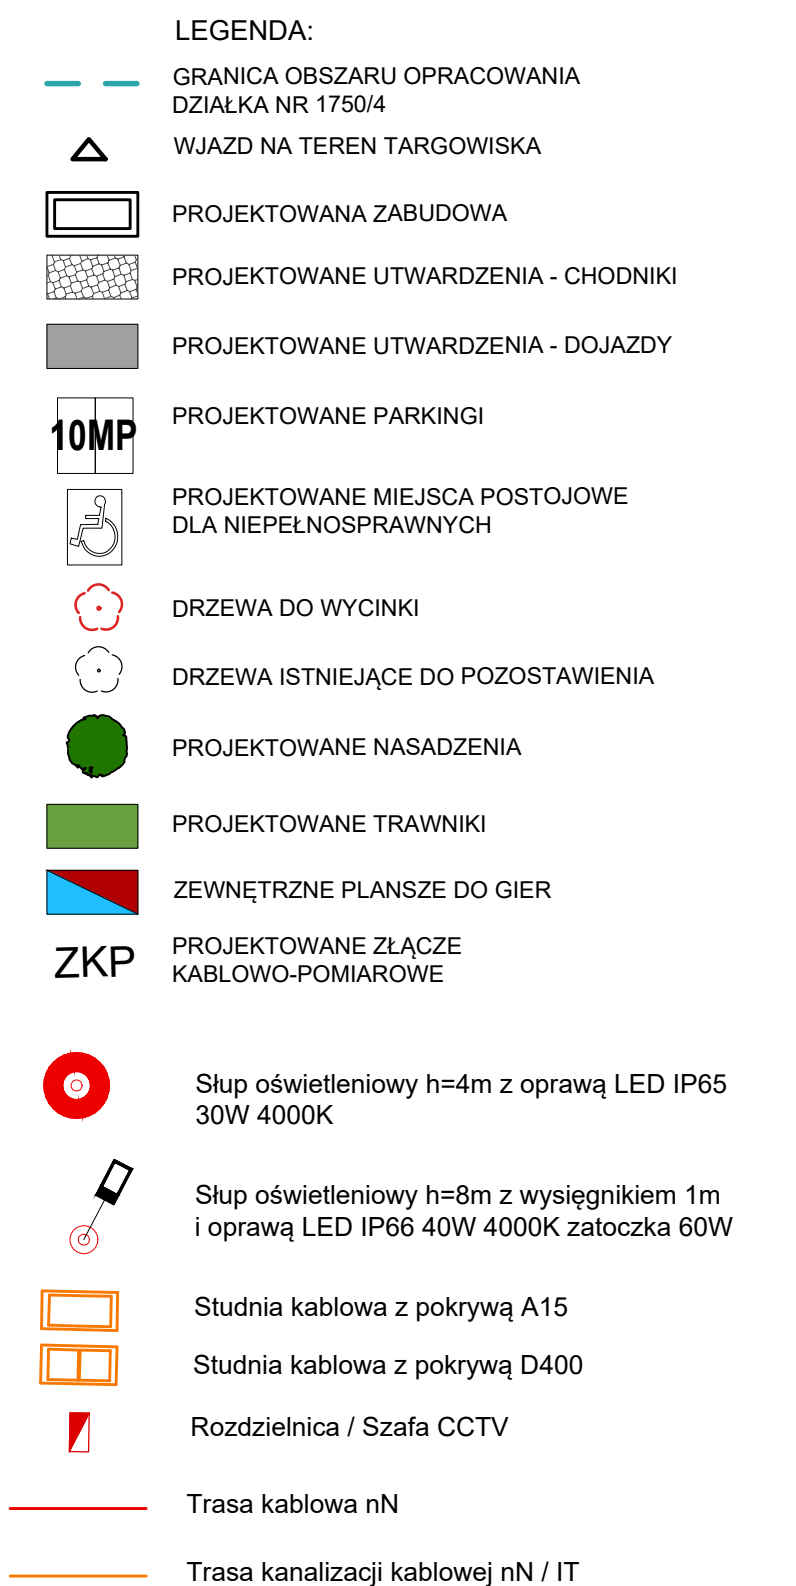 LEGENDA:
GRANICA OBSZARU OPRACOWANIA
DZIAŁKA NR 1750/4
WJAZD NA TEREN TARGOWISKA
PROJEKTOWANA ZABUDOWA
PROJEKTOWANE UTWARDZENIA - CHODNIKI
PROJEKTOWANE UTWARDZENIA - DOJAZDY
10MP
PROJEKTOWANE PARKINGI
PROJEKTOWANE MIEJSCA POSTOJOWE
DLA NIEPEŁNOSPRAWNYCH
DRZEWA DO WYCINKI
DRZEWA ISTNIEJĄCE DO POZOSTAWIENIA
PROJEKTOWANE NASADZENIA
PROJEKTOWANE TRAWNIKI
ZEWNĘTRZNE PLANSZE DO GIER
ZKP
PROJEKTOWANE ZŁĄCZE
KABLOWO-POMIAROWE
Słup oświetleniowy h=4m z oprawą LED IP65
30W 4000K
Słup oświetleniowy h=8m z wysięgnikiem 1m
i oprawą LED IP66 40W 4000K zatoczka 60W
Studnia kablowa z pokrywą A15
Studnia kablowa z pokrywą D400
Rozdzielnica / Szafa CCTV
Trasa kablowa nN
Trasa kanalizacji kablowej nN / IT